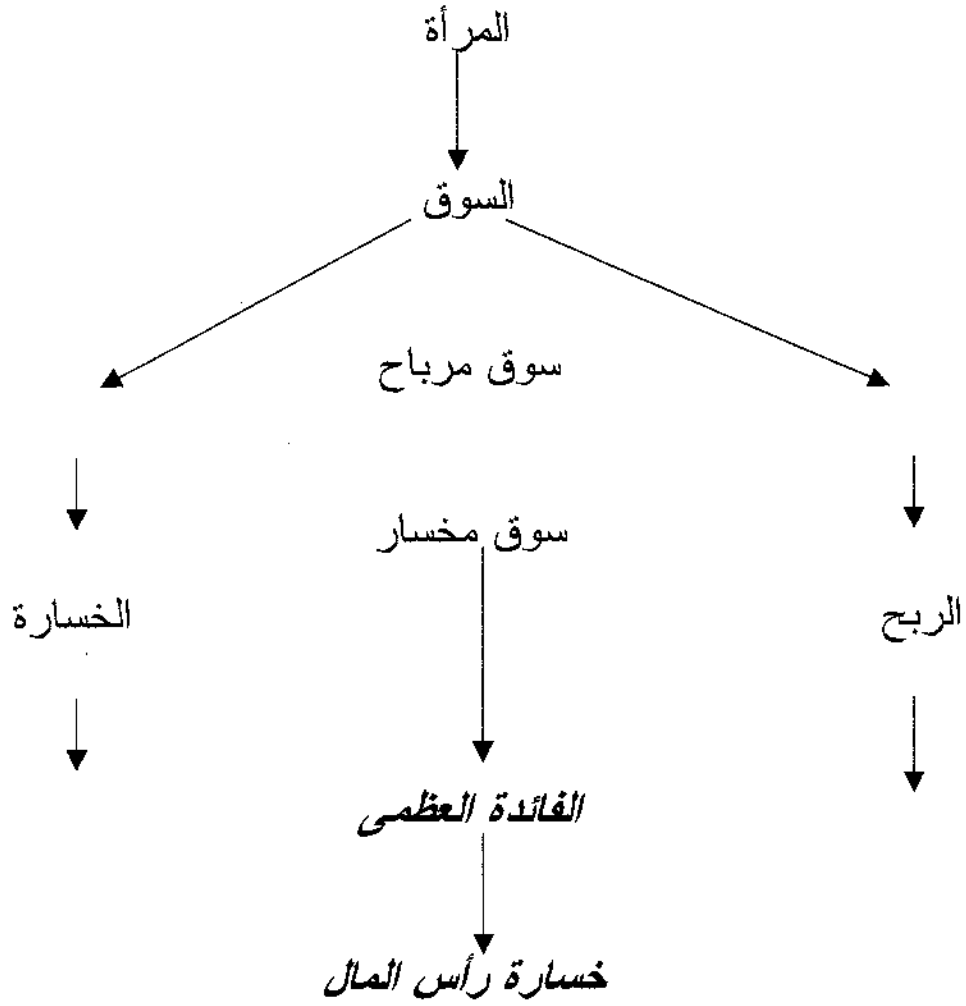 المرأة
السوق
سوق مرباح
سوق مخسار
الربح
الخسارة
الفائدة العظمى
خسارة رأس المال